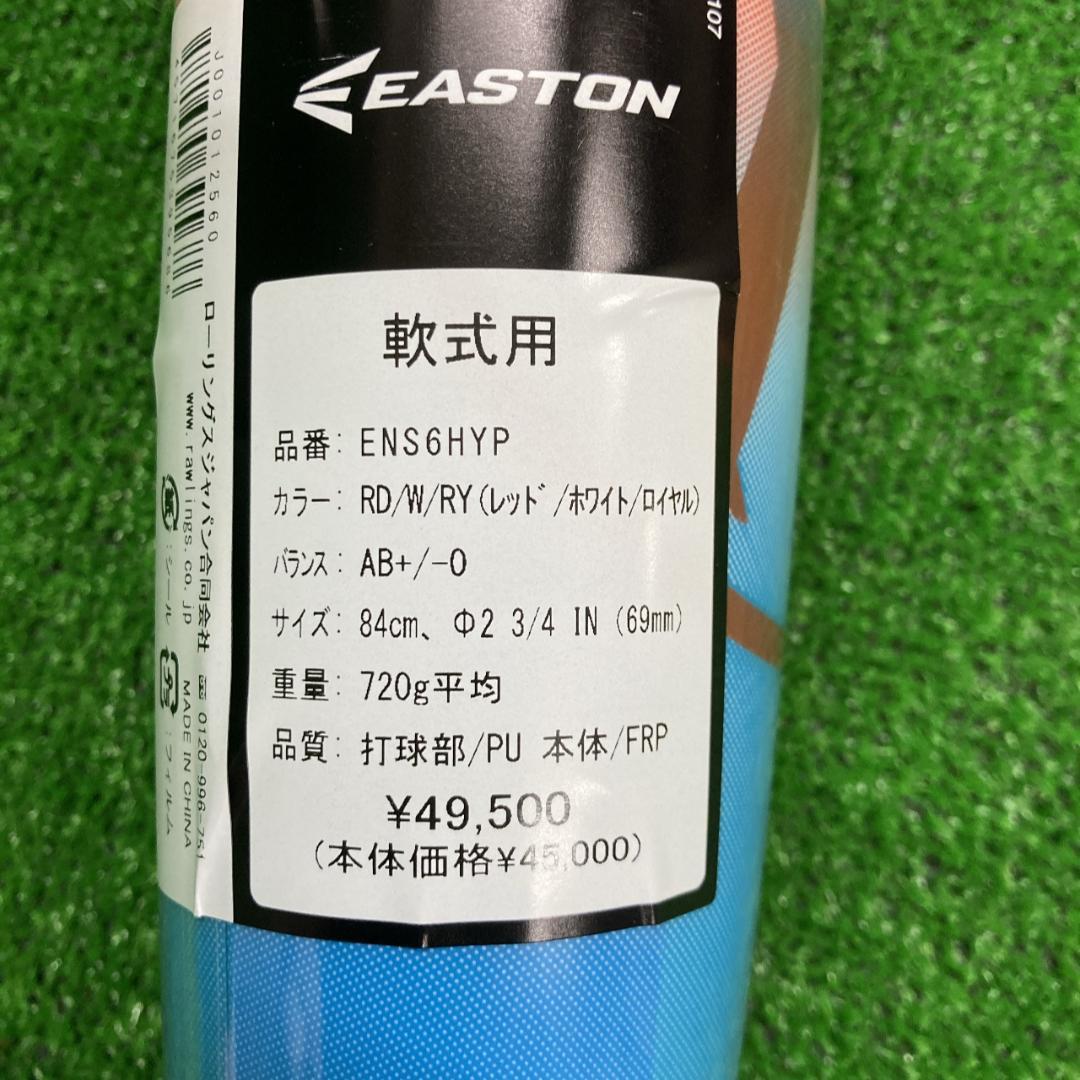 107
EASTON
軟式用
品番: ENS6HYP
カラー: RD/W/RY(レッド/ホワイト/ロイヤル)
バランス: AB+/-0
サイズ: 84cm、Φ2 3/4 IN (69mm)
重量: 720g平均
品質: 打球部/PU 本体/FRP
¥49,500
(本体価格¥45,000)
J001012560
ローリングスジャパン合同会社 0120-996-751
www.rawlings.co.jp MADE IN CHINA
:シール :フィルム